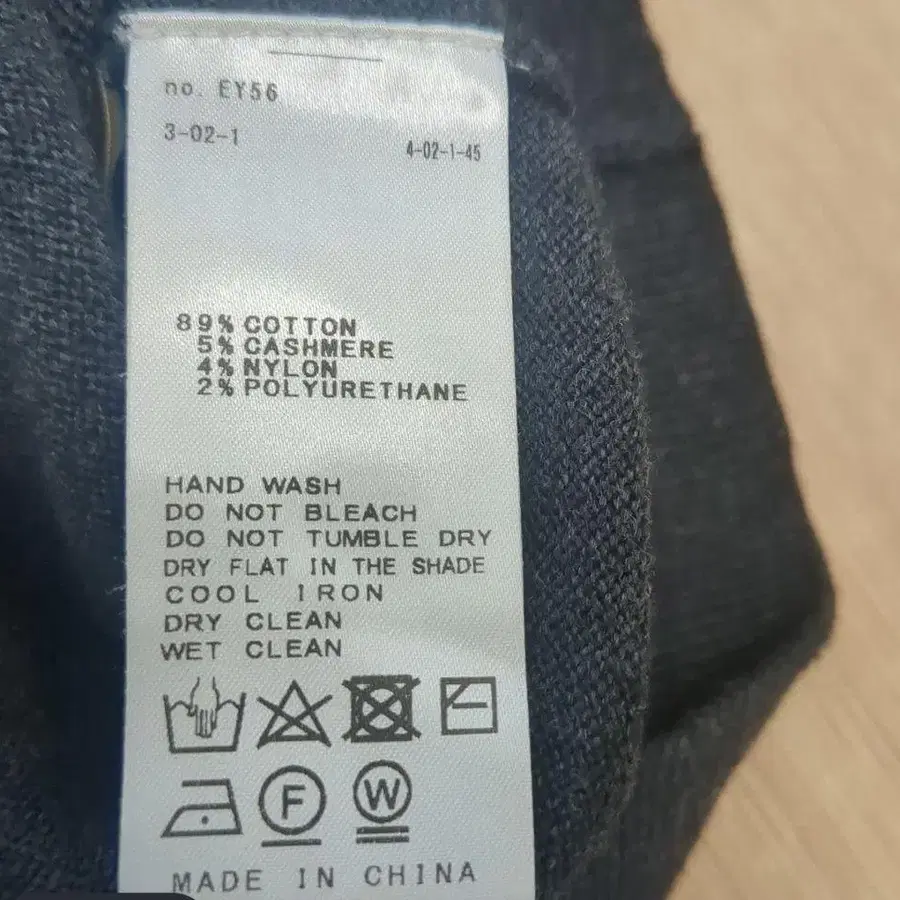 no. EY56
3-02-1
4-02-1-45
89% COTTON
5% CASHMERE
4% NYLON
2% POLYURETHANE
HAND WASH
DO NOT BLEACH
DO NOT TUMBLE DRY
DRY FLAT IN THE SHADE
COOL IRON
DRY CLEAN
WET CLEAN
F
W
MADE IN CHINA